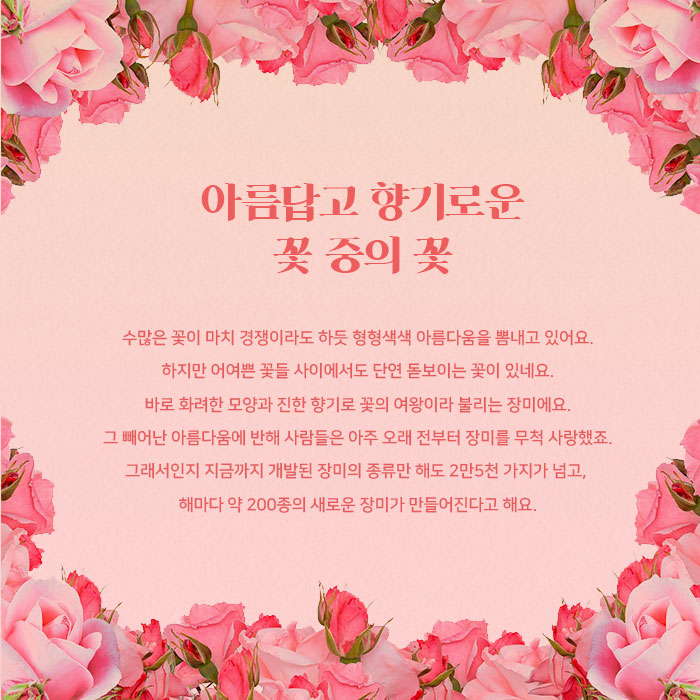 아름답고 향기로운
꽃 중의 꽃
수많은 꽃이 마치 경쟁이라도 하듯 형형색색 아름다움을 뽐내고 있어요.
하지만 어여쁜 꽃들 사이에서도 단연 돋보이는 꽃이 있네요.
바로 화려한 모양과 진한 향기로 꽃의 여왕이라 불리는 장미에요.
그 빼어난 아름다움에 반해 사람들은 아주 오래 전부터 장미를 무척 사랑했죠.
그래서인지 지금까지 개발된 장미의 종류만 해도 2만5천 가지가 넘고,
해마다 약 200종의 새로운 장미가 만들어진다고 해요.